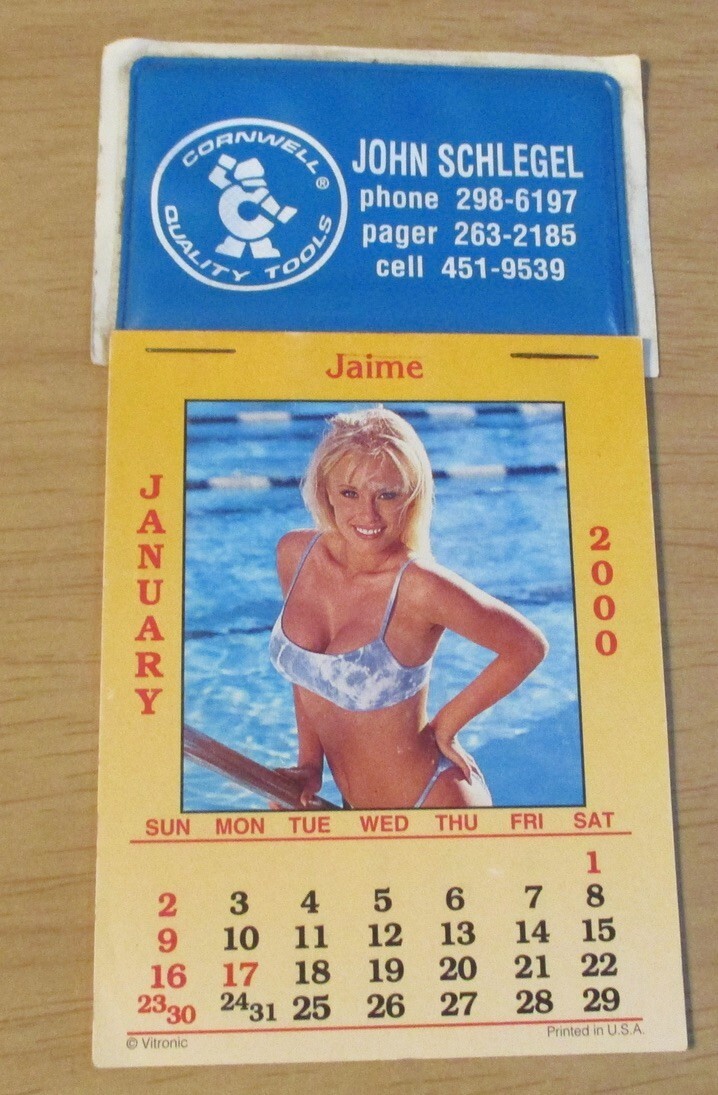 CORNWELL®
QUALITY TOOLS
JOHN SCHLEGEL
phone 298-6197
pager 263-2185
cell 451-9539
Jaime
JANUARY
2000
SUN MON TUE WED THU FRI SAT
1
2 3 4 5 6 7 8
9 10 11 12 13 14 15
16 17 18 19 20 21 22
23 30 24 31 25 26 27 28 29
© Vitronic
Printed in U.S.A.